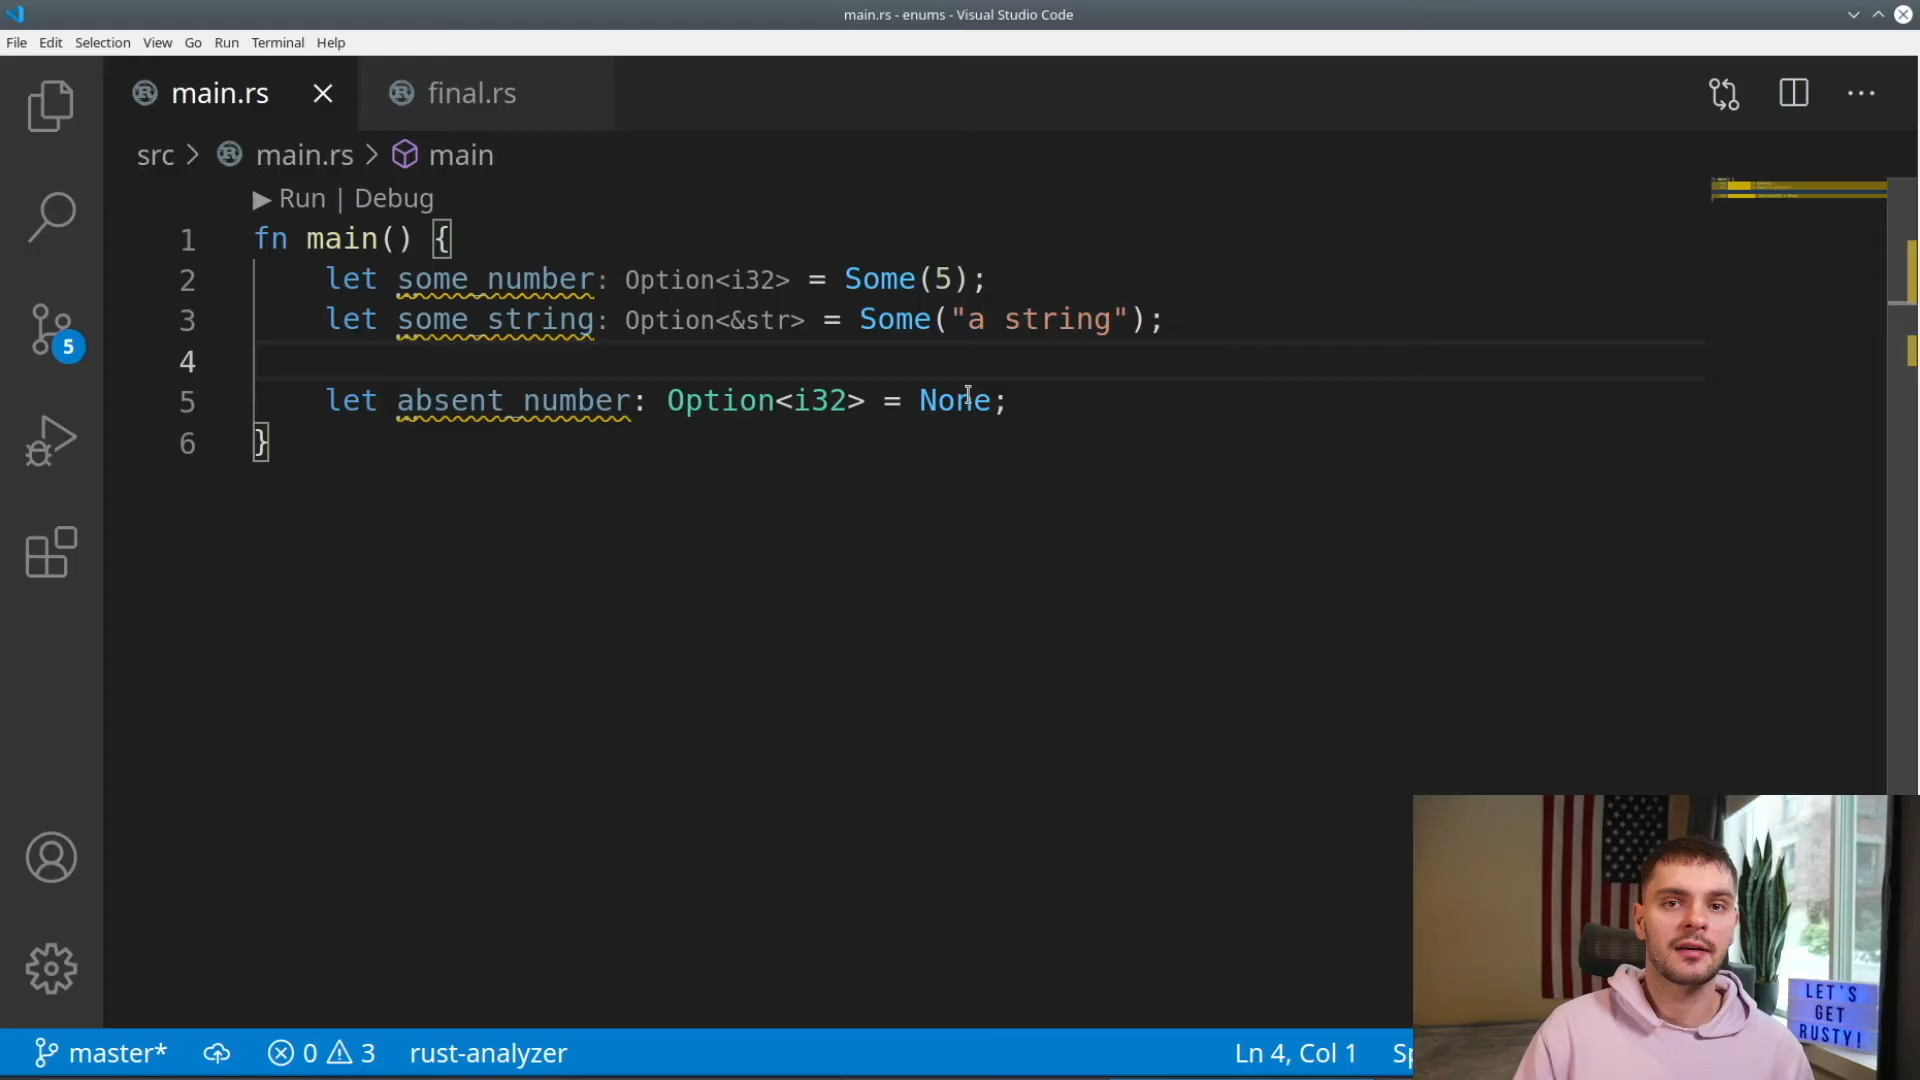 main.rs - enums - Visual Studio Code
File Edit Selection View Go Run Terminal Help
main.rs final.rs
src > main.rs > main
▶ Run | Debug
1 fn main() {
2 let some_number: Option<i32> = Some(5);
3 let some_string: Option<&str> = Some("a string");
4
5 let absent_number: Option<i32> = None;
6 }
5
LET'S
GET
RUSTY!
master* 0 3 rust-analyzer Ln 4, Col 1 Sp